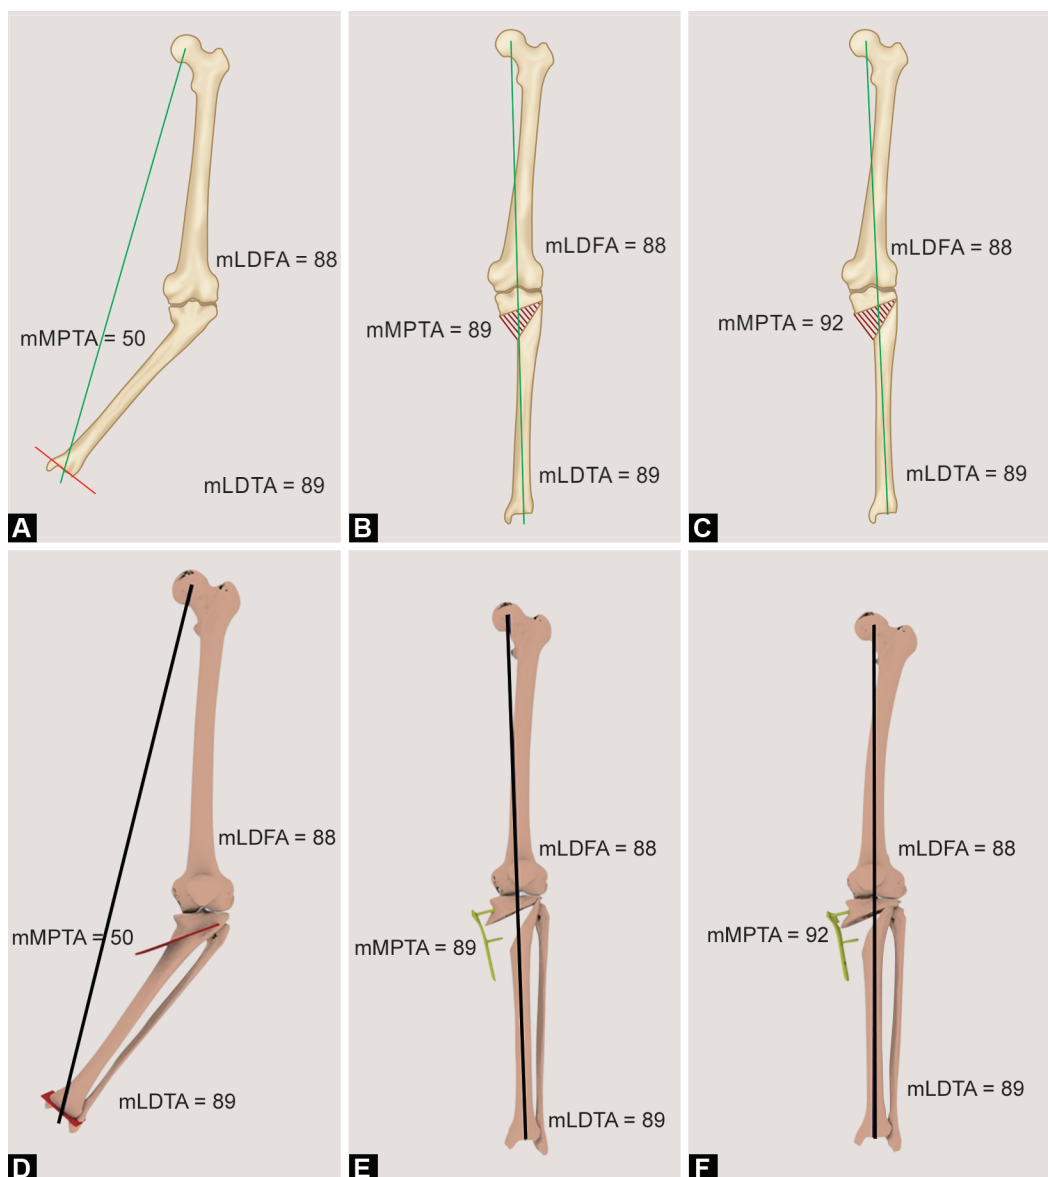 mLDFA = 88
mMPTA = 50
mLDTA = 89
A
mLDFA = 88
mMPTA = 89
mLDTA = 89
B
mLDFA = 88
mMPTA = 92
mLDTA = 89
C
mLDFA = 88
mMPTA = 50
mLDTA = 89
D
mLDFA = 88
mMPTA = 89
mLDTA = 89
E
mLDFA = 88
mMPTA = 92
mLDTA = 89
F